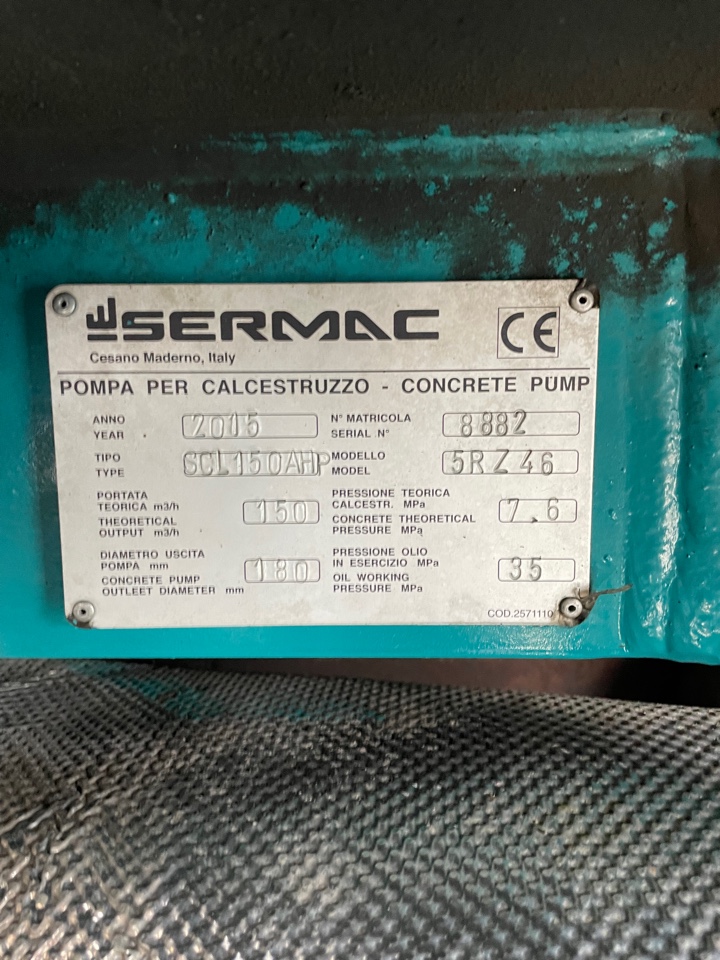 SERMAC
CE
Cesano Maderno, Italy
POMPA PER CALCESTRUZZO - CONCRETE PUMP
ANNO
YEAR . 2015
N° MATRICOLA
SERIAL N° 8882
TIPO
TYPE SCL150AHP
MODELLO
MODEL 5RZ46
PORTATA
TEORICA m3/h
THEORETICAL
OUTPUT m3/h
150
PRESSIONE TEORICA
CALCESTR. MPa
CONCRETE THEORETICAL
PRESSURE MPa
7.6
DIAMETRO USCITA
POMPA mm
CONCRETE PUMP
OUTLEET DIAMETER mm
180
PRESSIONE OLIO
IN ESERCIZIO MPa
OIL WORKING
PRESSURE MPa
35
COD.2571110